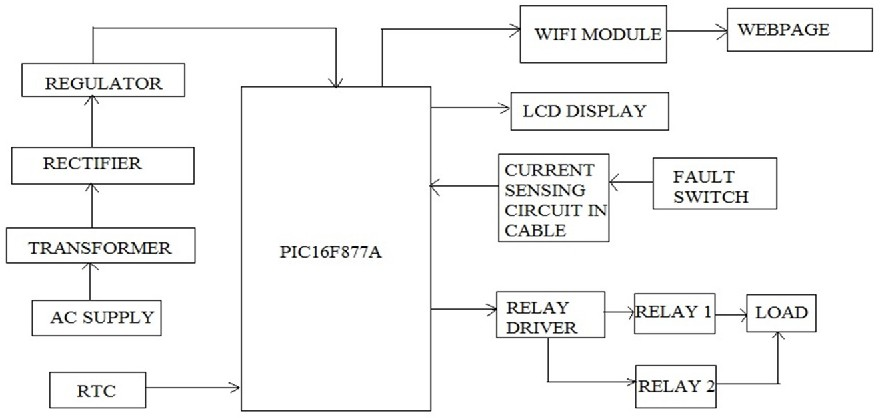 WIFI MODULE
WEBPAGE
REGULATOR
LCD DISPLAY
RECTIFIER
CURRENT
SENSING
CIRCUIT IN
CABLE
FAULT
SWITCH
TRANSFORMER
PIC16F877A
AC SUPPLY
RELAY
DRIVER
RELAY 1
LOAD
RTC
RELAY 2